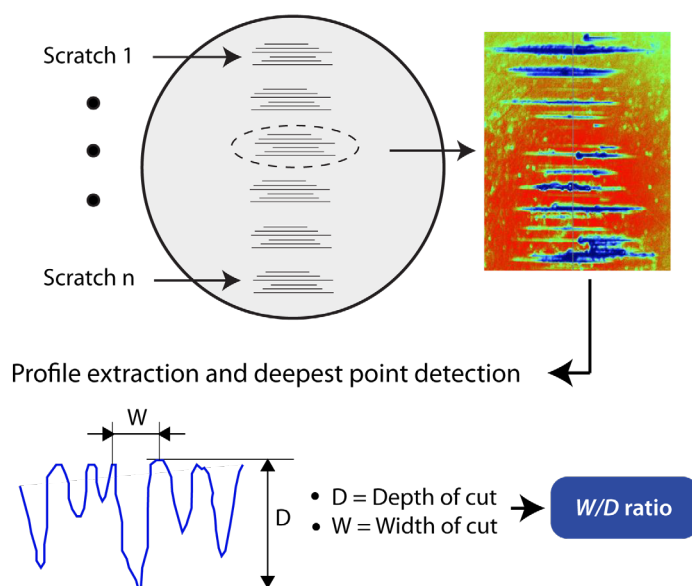 Scratch 1
Scratch n
Profile extraction and deepest point detection
W
D
• D = Depth of cut
• W = Width of cut
W/D ratio